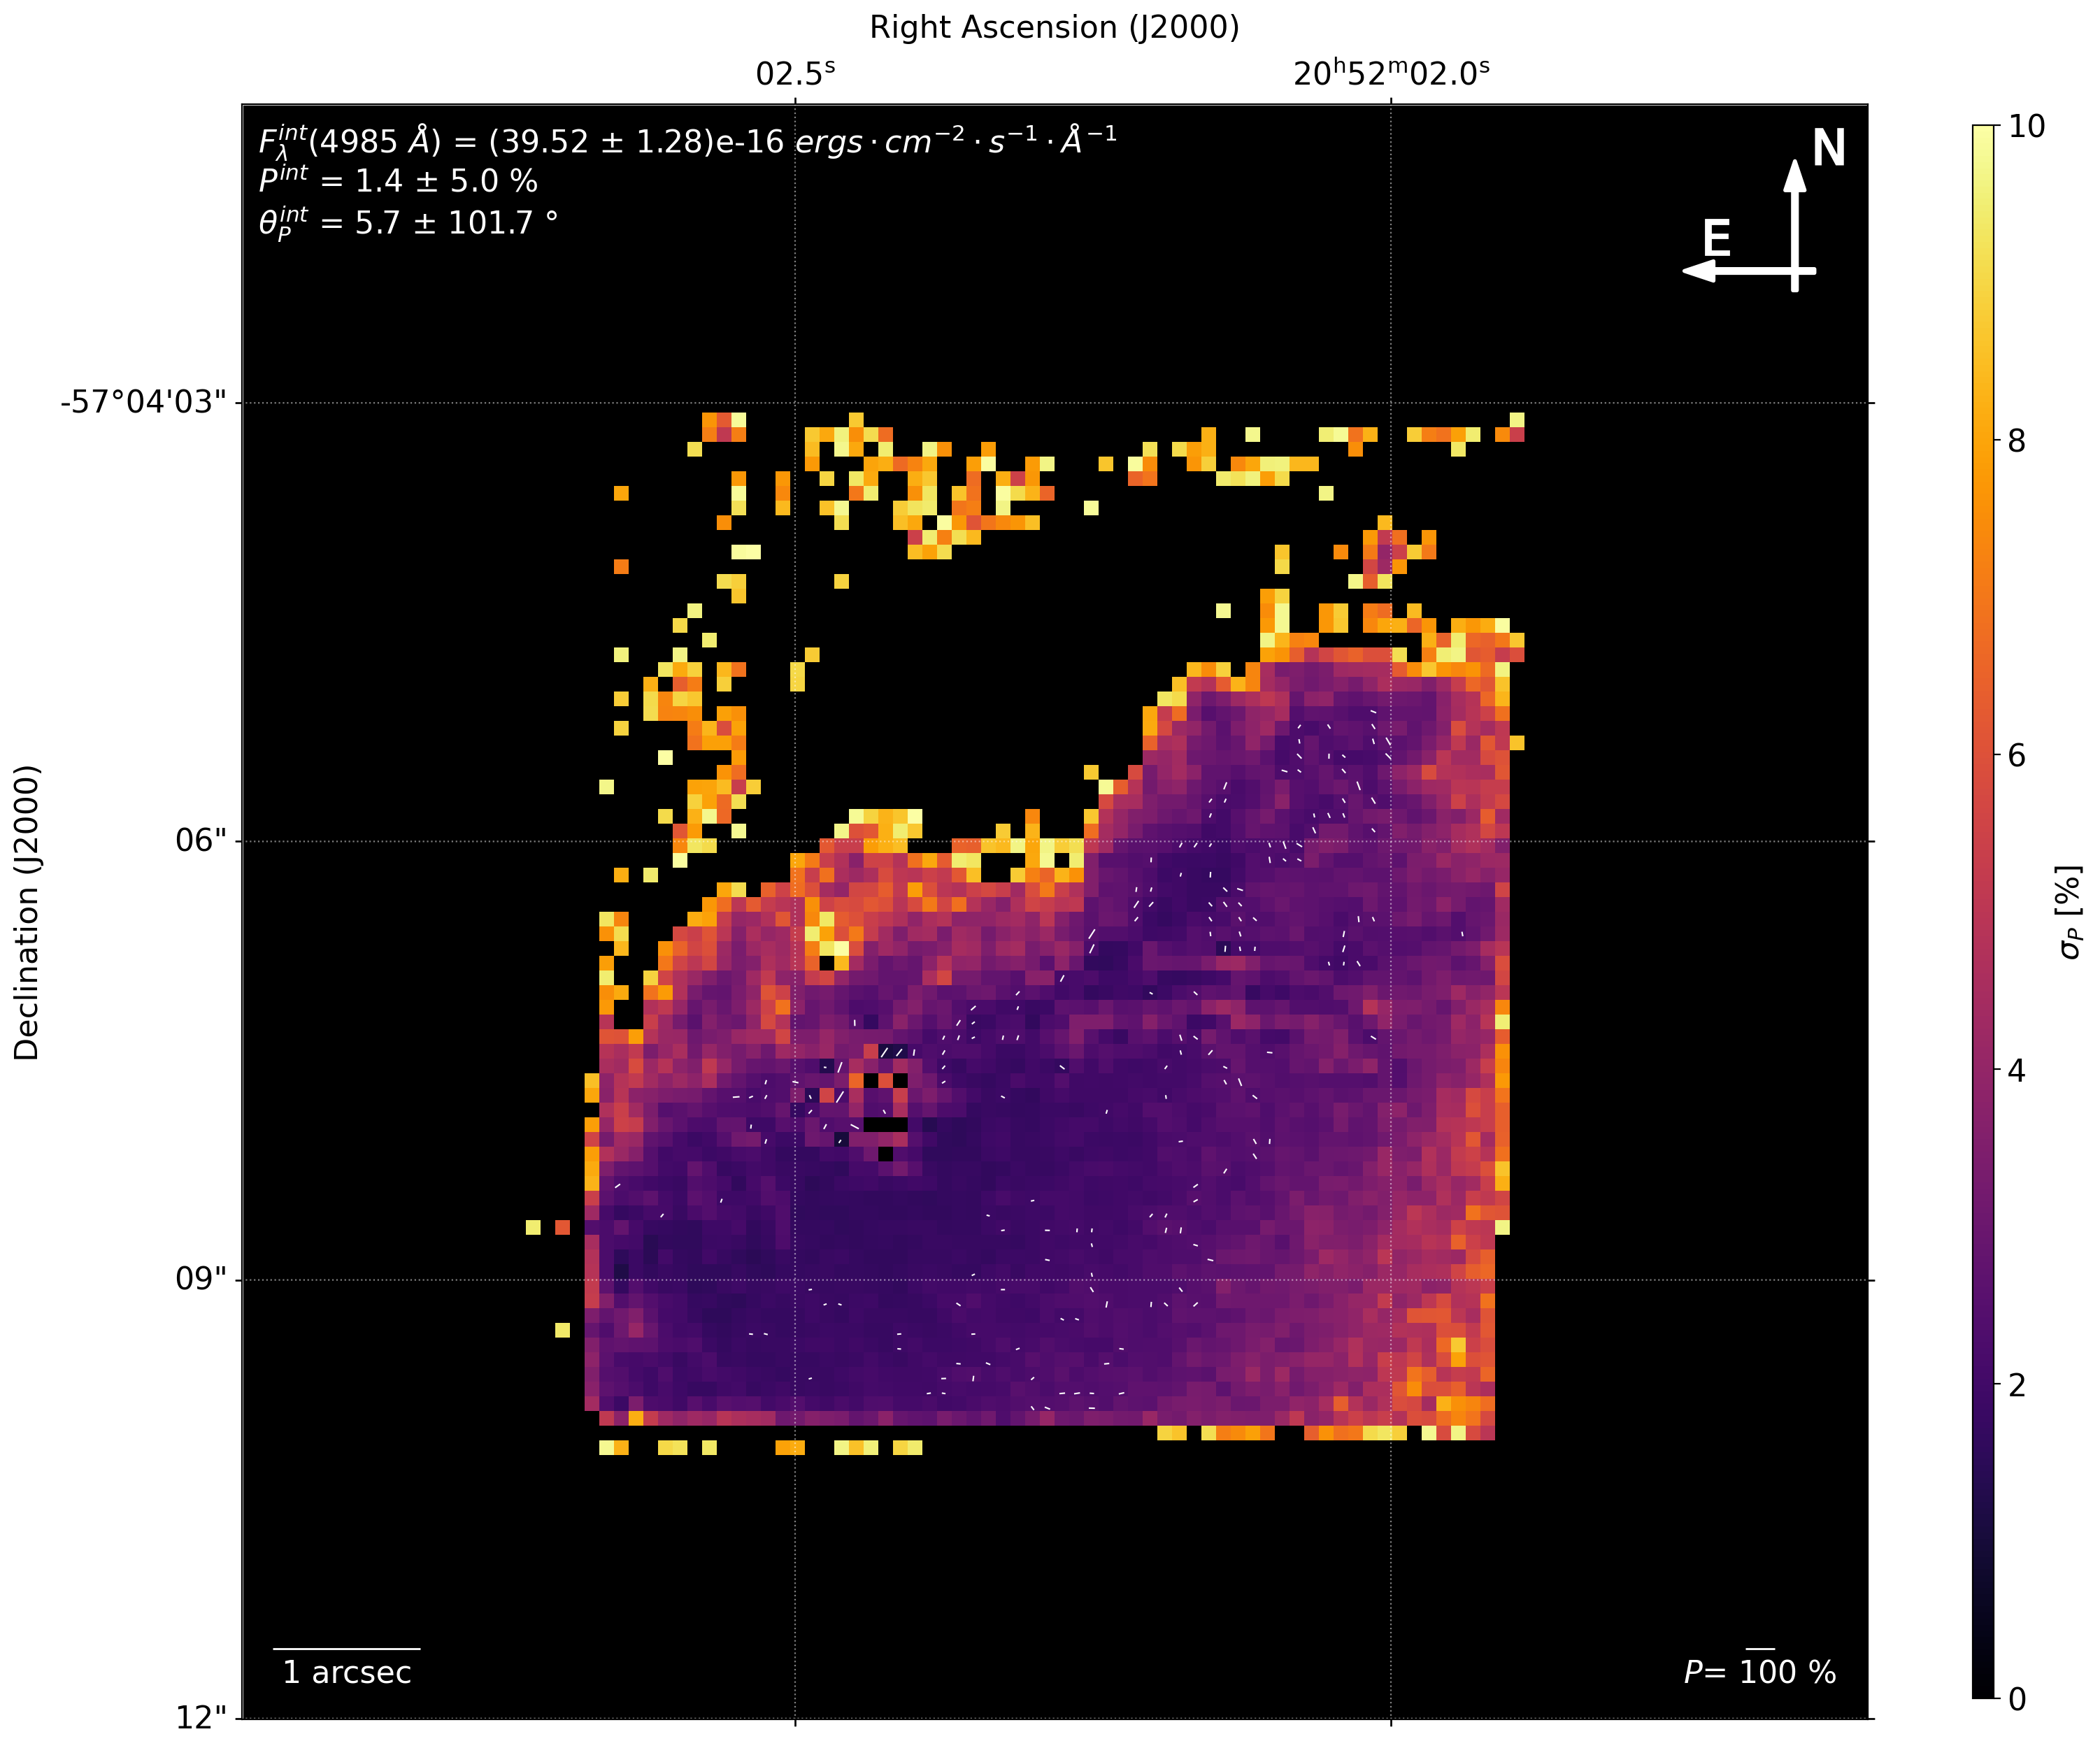 Right Ascension (J2000)
02.5ˢ
20ʰ52ᵐ02.0ˢ
F_λ^int(4985 Å) = (39.52 ± 1.28)e-16 ergs · cm⁻² · s⁻¹ · Å⁻¹
P^int = 1.4 ± 5.0 %
θ_P^int = 5.7 ± 101.7 °
N
E
-57°04'03"
06"
09"
12"
Declination (J2000)
1 arcsec
P= 100 %
10
8
6
4
2
0
σ_P [%]